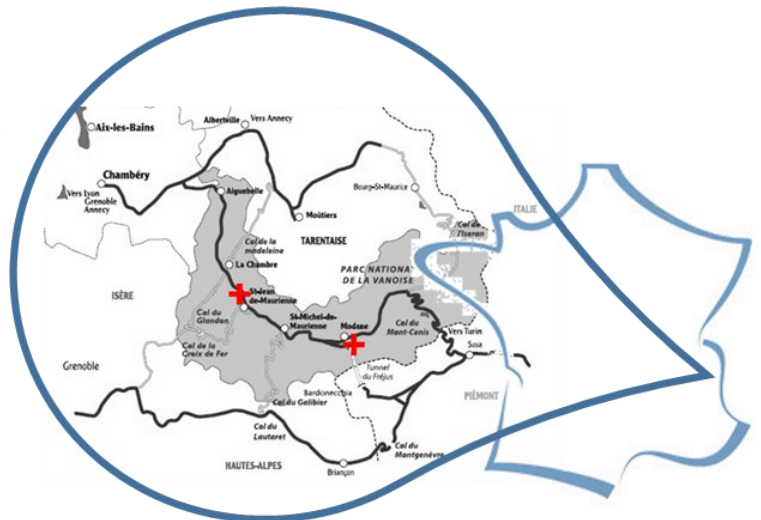 Albertville
Vers Annecy
Aix-les-Bains
Chambéry
Vers Lyon
Grenoble
Annecy
Aiguebelle
Bourg-St-Maurice
Moûtiers
ITALIE
Col de
l'Iseran
Col de la
madeleine
TARENTAISE
La Chambre
PARC NATIONA
DE LA VANOISE
ISÈRE
St-Jean
de-Maurienne
Col du
Glandon
St-Michel-de-
Maurienne
Modane
Col du
Mont-Cenis
Vers Turin
Susa
Col de la
Croix de Fer
Grenoble
Tunnel
du Fréjus
Bardonecchia
PIÈMONT
Col du Galibier
Col du
Lautaret
Col du
Montgenèvre
HAUTES-ALPES
Briançon